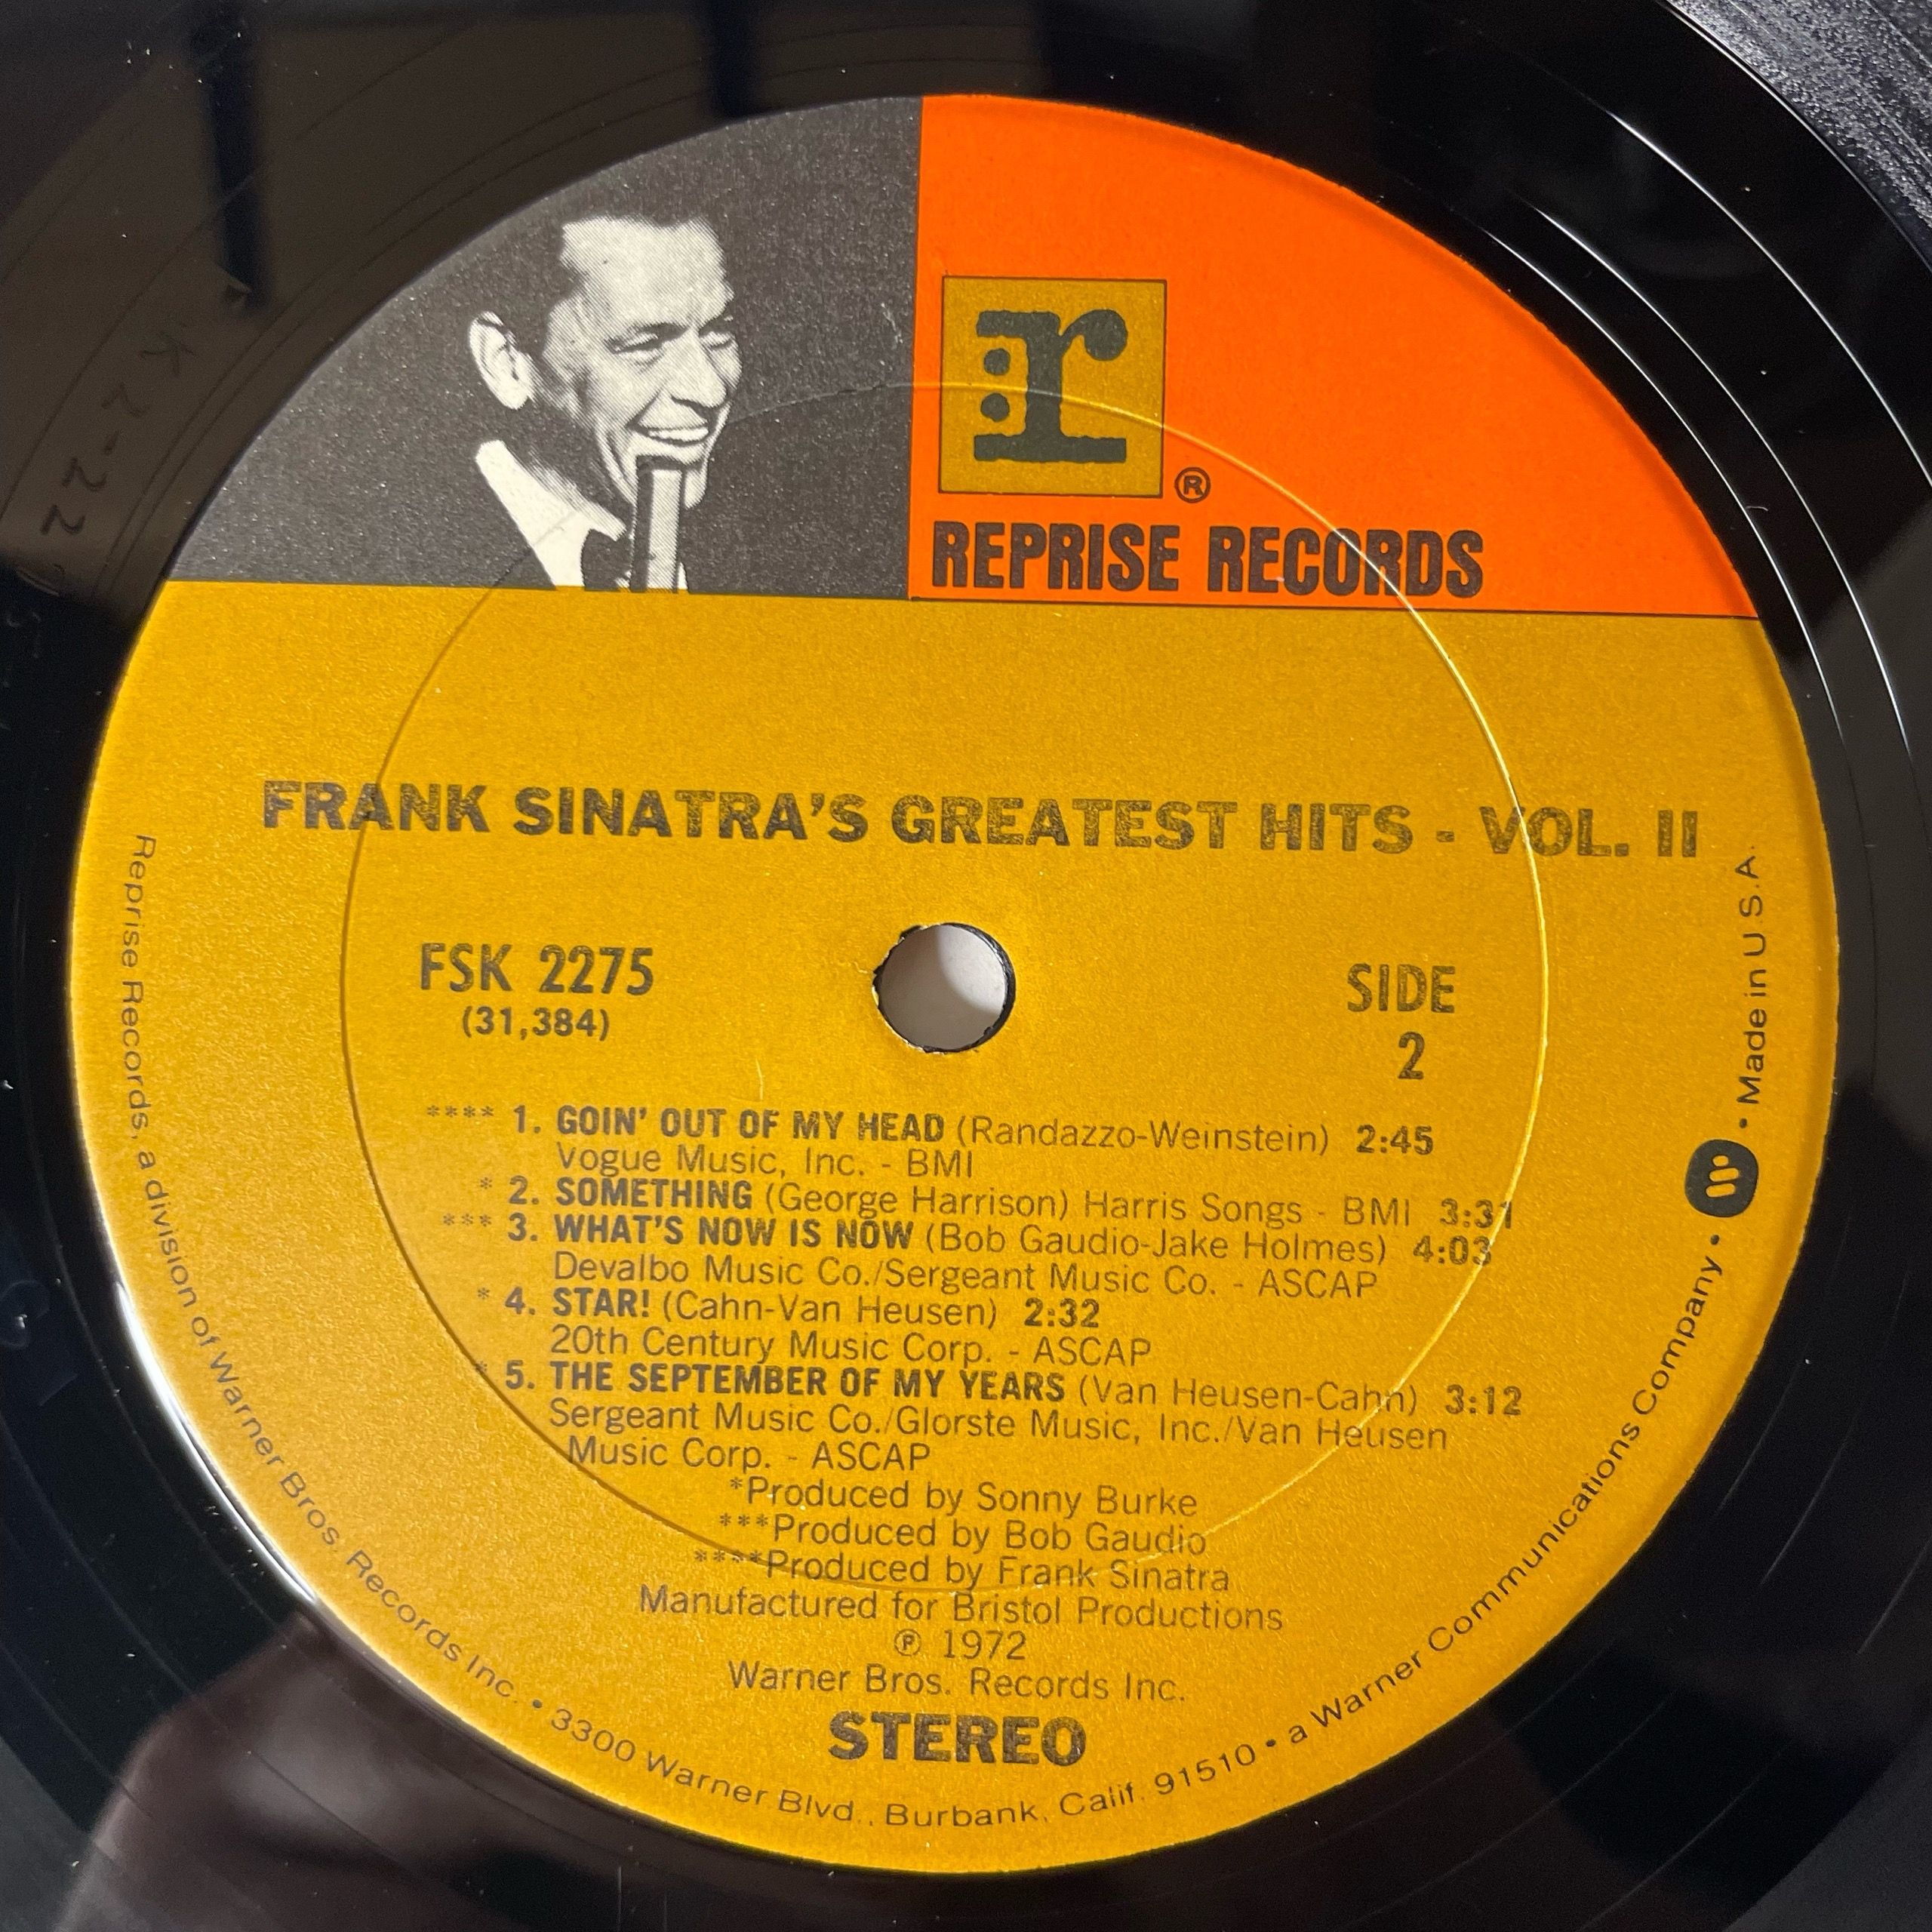 r
®
REPRISE RECORDS
FRANK SINATRA'S GREATEST HITS - VOL. II
FSK 2275
(31,384)
SIDE
2
**** 1. GOIN' OUT OF MY HEAD (Randazzo-Weinstein) 2:45
Vogue Music, Inc. - BMI
* 2. SOMETHING (George Harrison) Harris Songs - BMI 3:31
*** 3. WHAT'S NOW IS NOW (Bob Gaudio-Jake Holmes) 4:03
Devalbo Music Co./Sergeant Music Co. - ASCAP
* 4. STAR! (Cahn-Van Heusen) 2:32
20th Century Music Corp. - ASCAP
* 5. THE SEPTEMBER OF MY YEARS (Van Heusen-Cahn) 3:12
Sergeant Music Co./Glorste Music, Inc./Van Heusen
Music Corp. - ASCAP
*Produced by Sonny Burke
***Produced by Bob Gaudio
****Produced by Frank Sinatra
Manufactured for Bristol Productions
℗ 1972
Warner Bros. Records Inc.
STEREO
Reprise Records, a division of Warner Bros. Records Inc. • 3300 Warner Blvd., Burbank, Calif. 91510 • a Warner Communications Company • • Made in U.S.A.